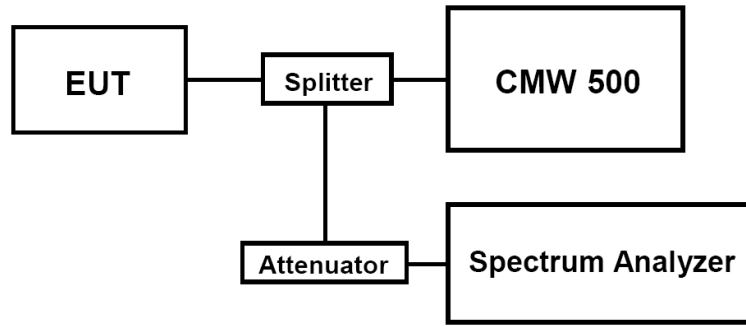 EUT
Splitter
CMW 500
Attenuator
Spectrum Analyzer